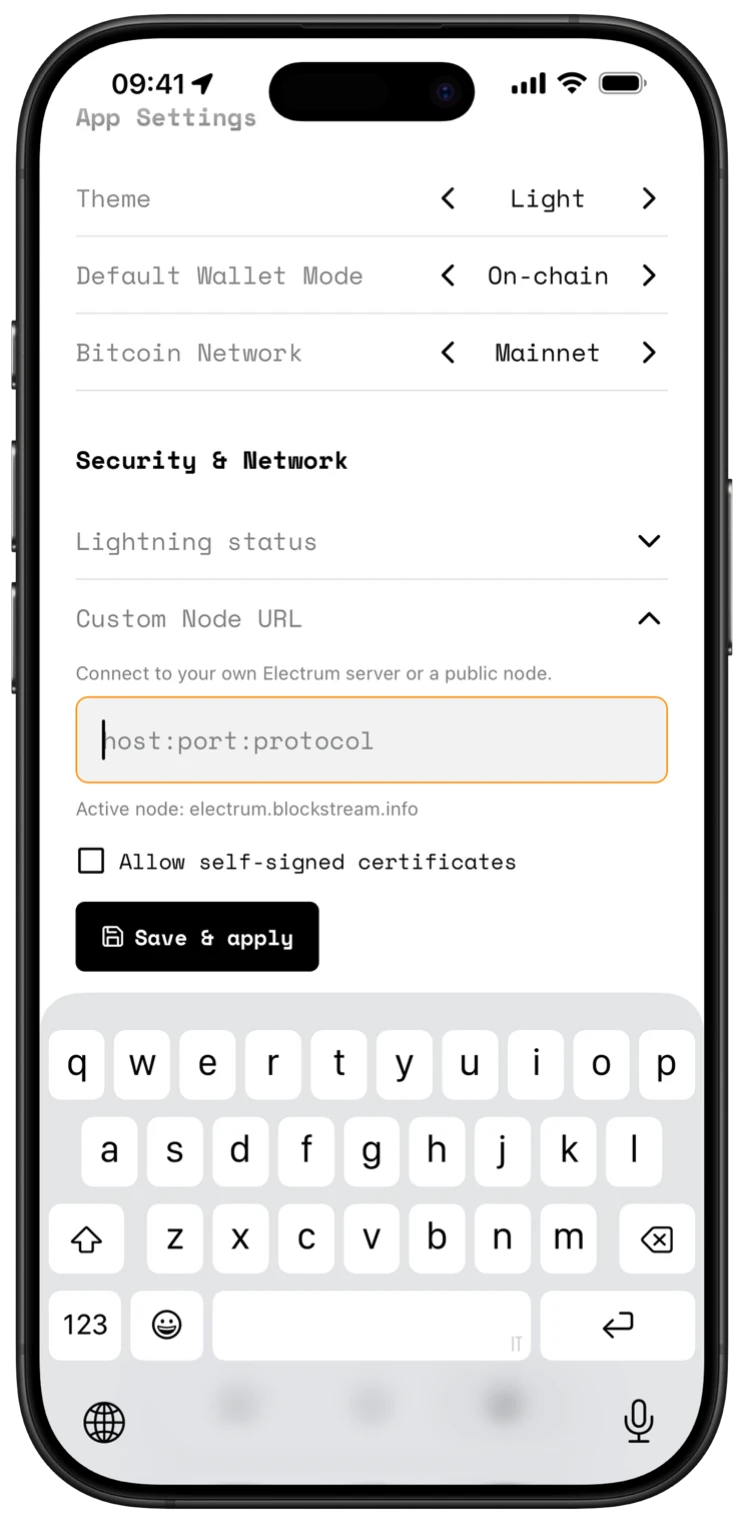 09:41
App Settings
Theme Light
Default Wallet Mode On-chain
Bitcoin Network Mainnet
Security & Network
Lightning status
Custom Node URL
Connect to your own Electrum server or a public node.
host:port:protocol
Active node: electrum.blockstream.info
Allow self-signed certificates
Save & apply
q w e r t y u i o p
a s d f g h j k l
z x c v b n m
123
IT